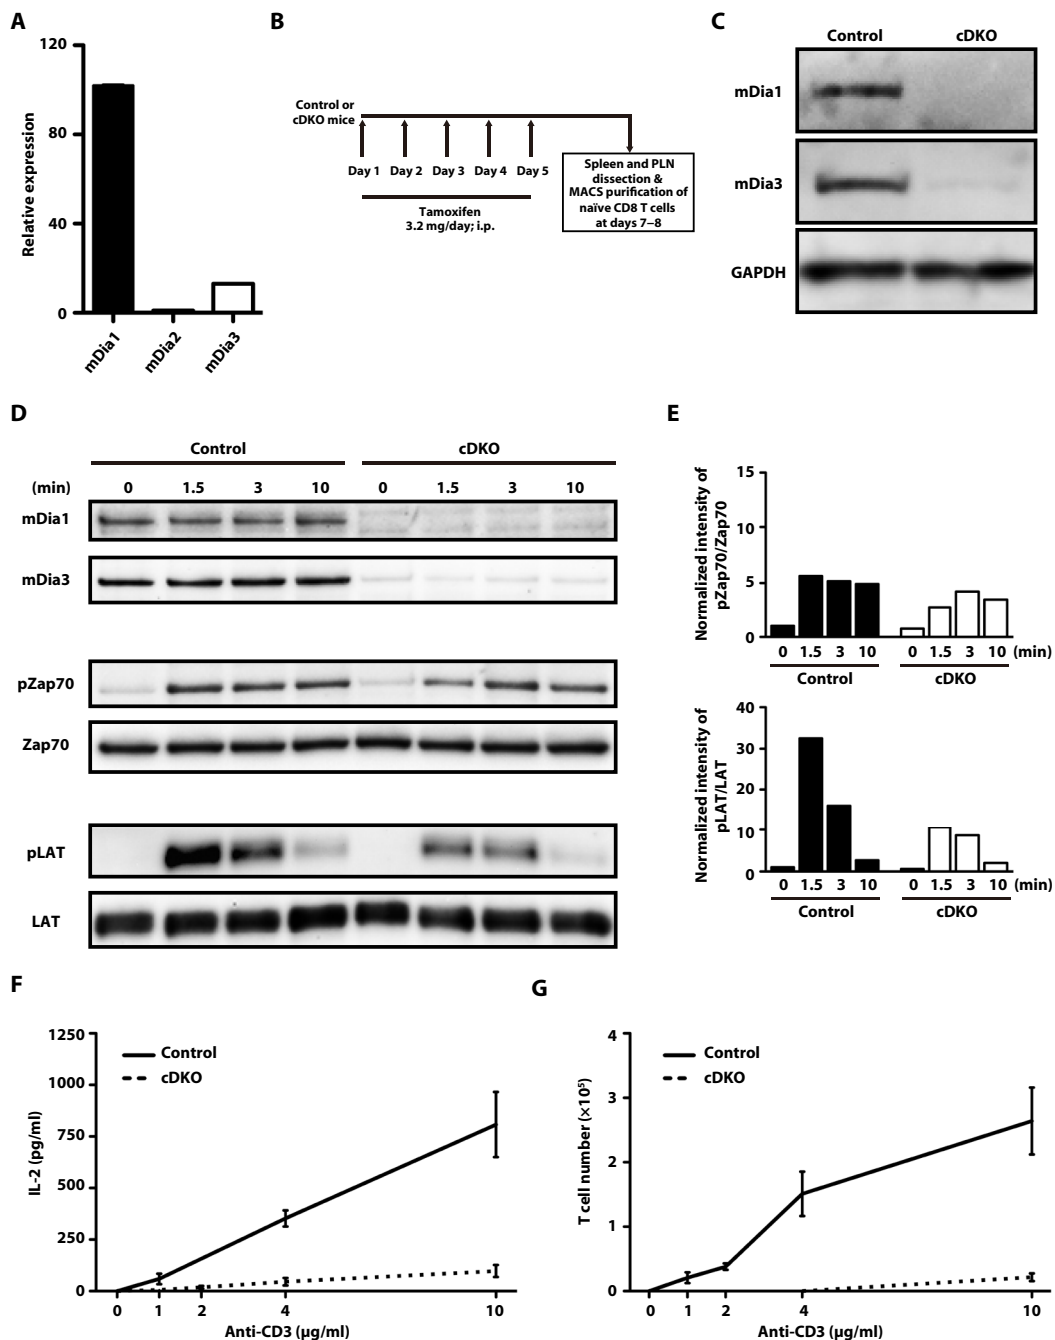 A
120
80
40
0
Relative expression
mDia1
mDia2
mDia3
B
Control or
cDKO mice
Day 1 Day 2 Day 3 Day 4 Day 5
Tamoxifen
3.2 mg/day; i.p.
Spleen and PLN
dissection &
MACS purification of
naïve CD8 T cells
at days 7–8
C
Control cDKO
mDia1
mDia3
GAPDH
D
Control cDKO
(min) 0 1.5 3 10 0 1.5 3 10
mDia1
mDia3
pZap70
Zap70
pLAT
LAT
E
Normalized intensity of
pZap70/Zap70
15
10
5
0
0 1.5 3 10 0 1.5 3 10 (min)
Control cDKO
Normalized intensity of
pLAT/LAT
40
30
20
10
0
0 1.5 3 10 0 1.5 3 10 (min)
Control cDKO
F
IL-2 (pg/ml)
1250
1000
750
500
250
0
Control
cDKO
0 1 2 4 10
Anti-CD3 (µg/ml)
G
T cell number (×10⁵)
4
3
2
1
0
Control
cDKO
0 1 2 4 10
Anti-CD3 (µg/ml)